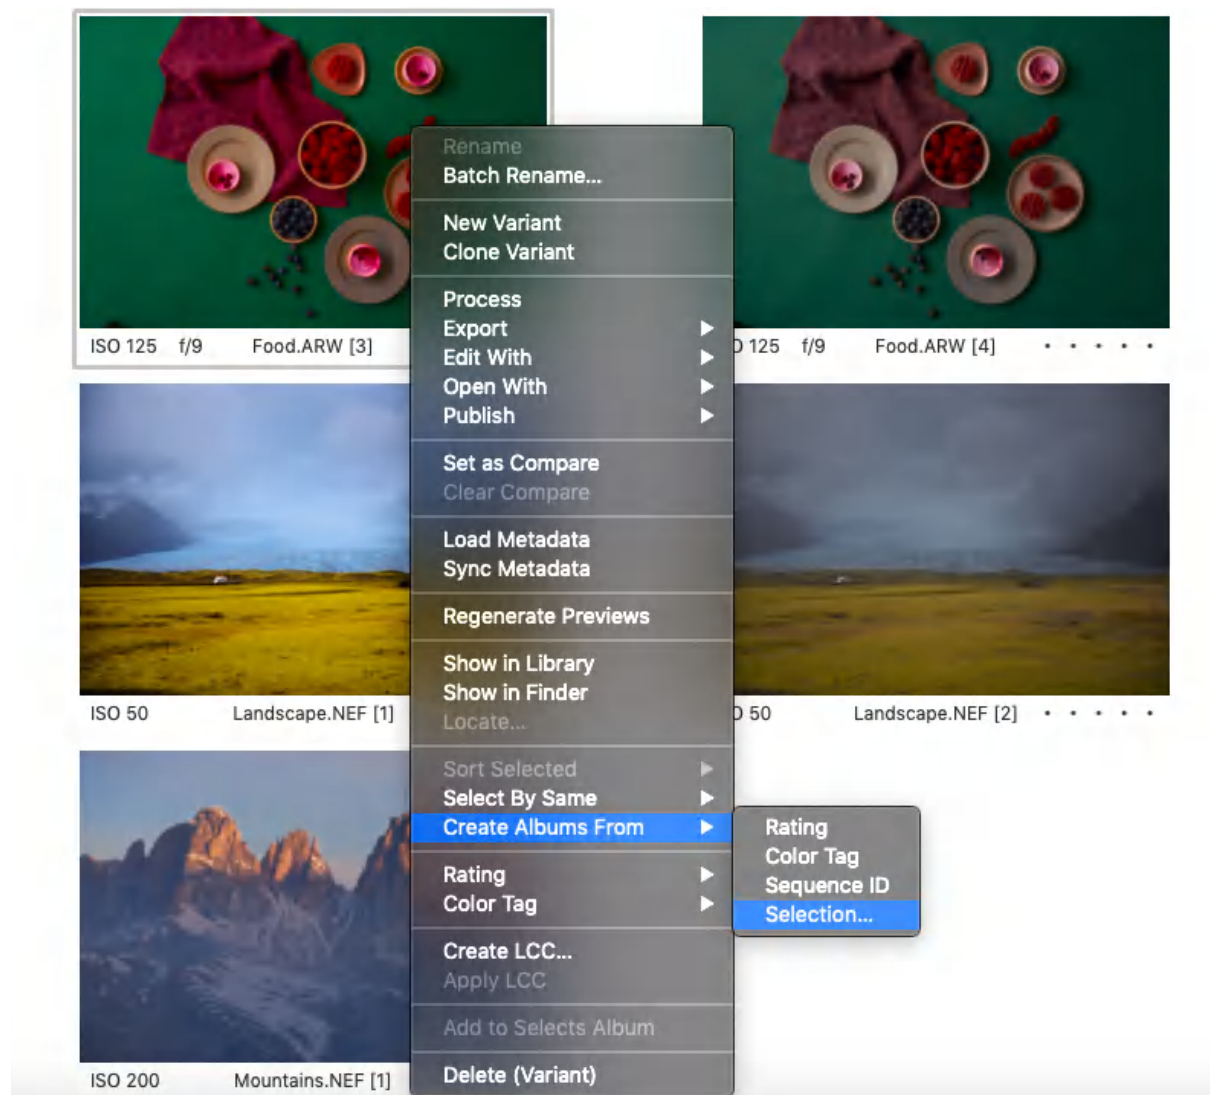 Rename
Batch Rename...
New Variant
Clone Variant
Process
Export
Edit With
Open With
Publish
Set as Compare
Clear Compare
Load Metadata
Sync Metadata
Regenerate Previews
Show in Library
Show in Finder
Locate...
Sort Selected
Select By Same
Create Albums From
Rating
Color Tag
Create LCC...
Apply LCC
Add to Selects Album
Delete (Variant)
Rating
Color Tag
Sequence ID
Selection...
ISO 125 f/9 Food.ARW [3]
125 f/9 Food.ARW [4]
ISO 50 Landscape.NEF [1]
50 Landscape.NEF [2]
ISO 200 Mountains.NEF [1]